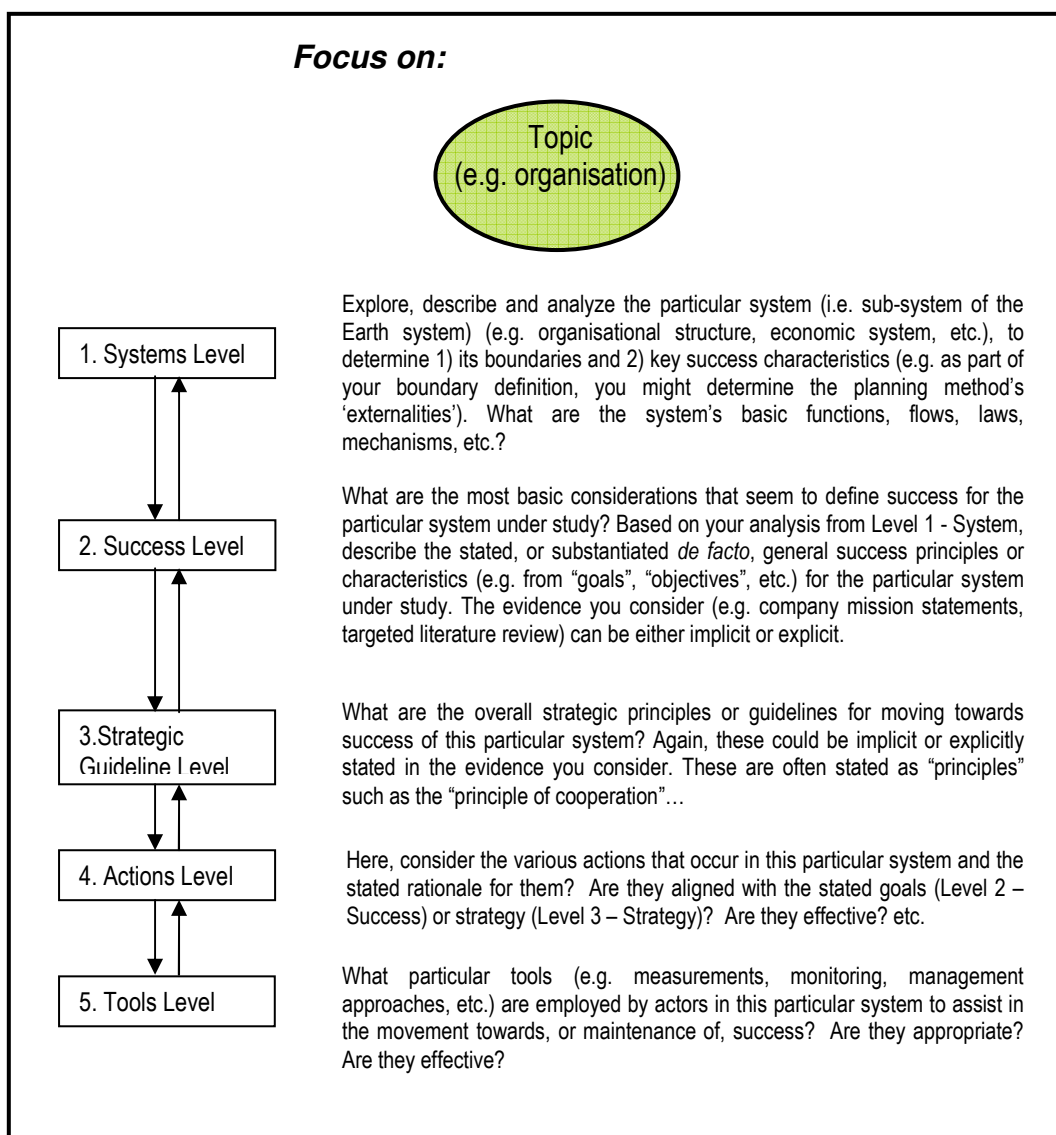 Focus on:
Topic
(e.g. organisation)
1. Systems Level
Explore, describe and analyze the particular system (i.e. sub-system of the
Earth system) (e.g. organisational structure, economic system, etc.), to
determine 1) its boundaries and 2) key success characteristics (e.g. as part of
your boundary definition, you might determine the planning method's
‘externalities’). What are the system’s basic functions, flows, laws,
mechanisms, etc.?
2. Success Level
What are the most basic considerations that seem to define success for the
particular system under study? Based on your analysis from Level 1 - System,
describe the stated, or substantiated de facto, general success principles or
characteristics (e.g. from “goals”, “objectives”, etc.) for the particular system
under study. The evidence you consider (e.g. company mission statements,
targeted literature review) can be either implicit or explicit.
3.Strategic
Guideline Level
What are the overall strategic principles or guidelines for moving towards
success of this particular system? Again, these could be implicit or explicitly
stated in the evidence you consider. These are often stated as “principles”
such as the “principle of cooperation”…
4. Actions Level
Here, consider the various actions that occur in this particular system and the
stated rationale for them? Are they aligned with the stated goals (Level 2 –
Success) or strategy (Level 3 – Strategy)? Are they effective? etc.
5. Tools Level
What particular tools (e.g. measurements, monitoring, management
approaches, etc.) are employed by actors in this particular system to assist in
the movement towards, or maintenance of, success? Are they appropriate?
Are they effective?